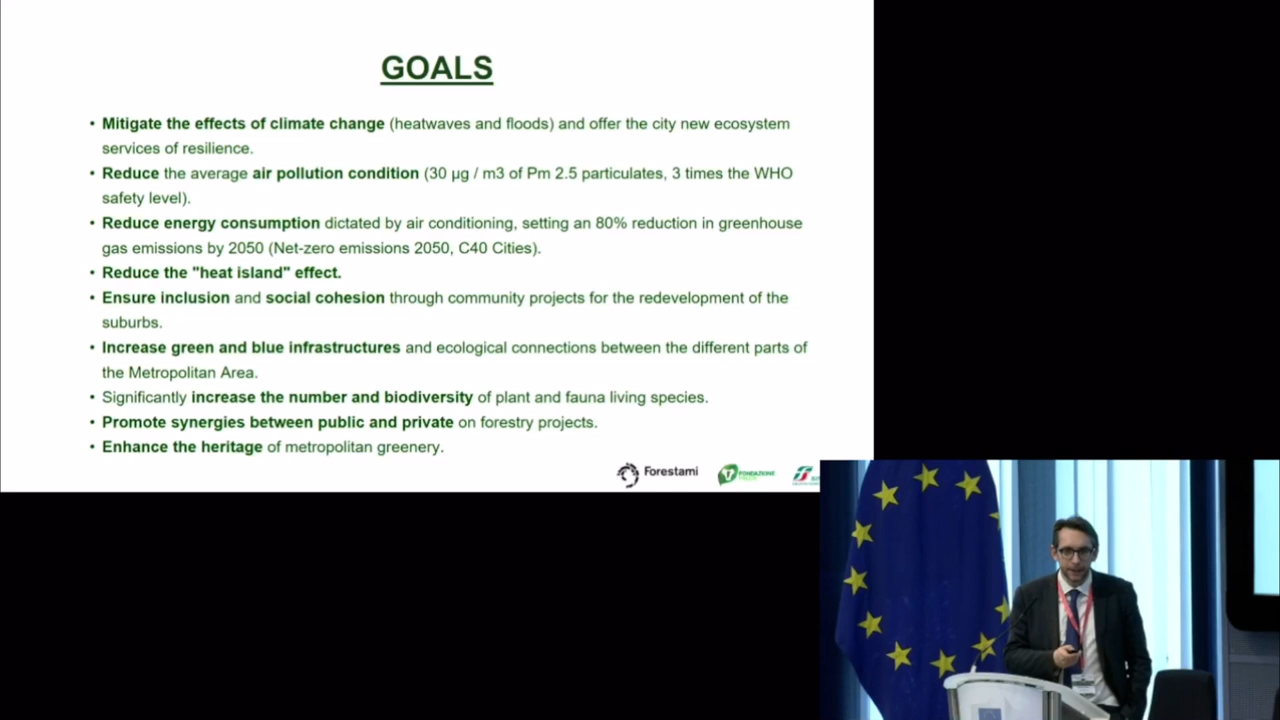 GOALS
• Mitigate the effects of climate change (heatwaves and floods) and offer the city new ecosystem
services of resilience.
• Reduce the average air pollution condition (30 μg / m3 of Pm 2.5 particulates, 3 times the WHO
safety level).
• Reduce energy consumption dictated by air conditioning, setting an 80% reduction in greenhouse
gas emissions by 2050 (Net-zero emissions 2050, C40 Cities).
• Reduce the "heat island" effect.
• Ensure inclusion and social cohesion through community projects for the redevelopment of the
suburbs.
• Increase green and blue infrastructures and ecological connections between the different parts of
the Metropolitan Area.
• Significantly increase the number and biodiversity of plant and fauna living species.
• Promote synergies between public and private on forestry projects.
• Enhance the heritage of metropolitan greenery.
Forestami
FONDAZIONE